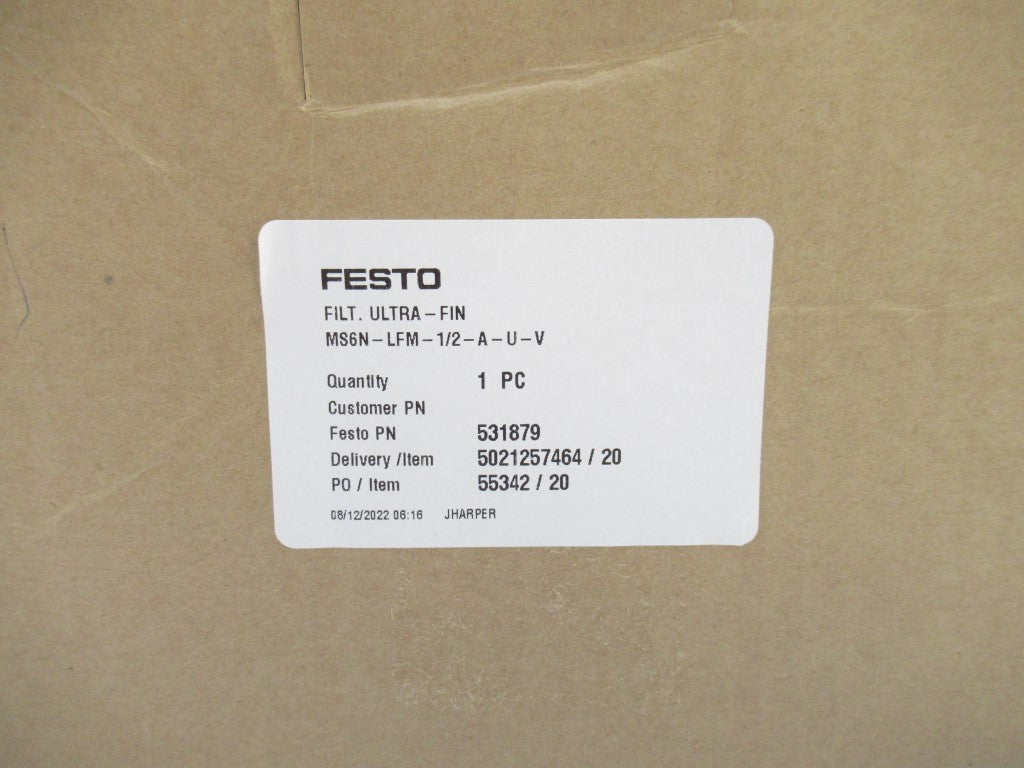 FESTO
FILT. ULTRA-FIN
MS6N-LFM-1/2-A-U-V
Quantity 1 PC
Customer PN
Festo PN 531879
Delivery /Item 5021257464 / 20
PO / Item 55342 / 20
08/12/2022 06:16 JHARPER